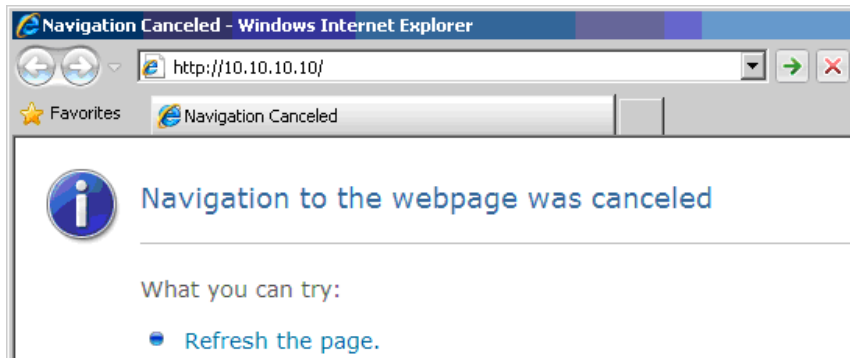 Navigation Canceled - Windows Internet Explorer
http://10.10.10.10/
Favorites
Navigation Canceled
Navigation to the webpage was canceled
What you can try:
Refresh the page.